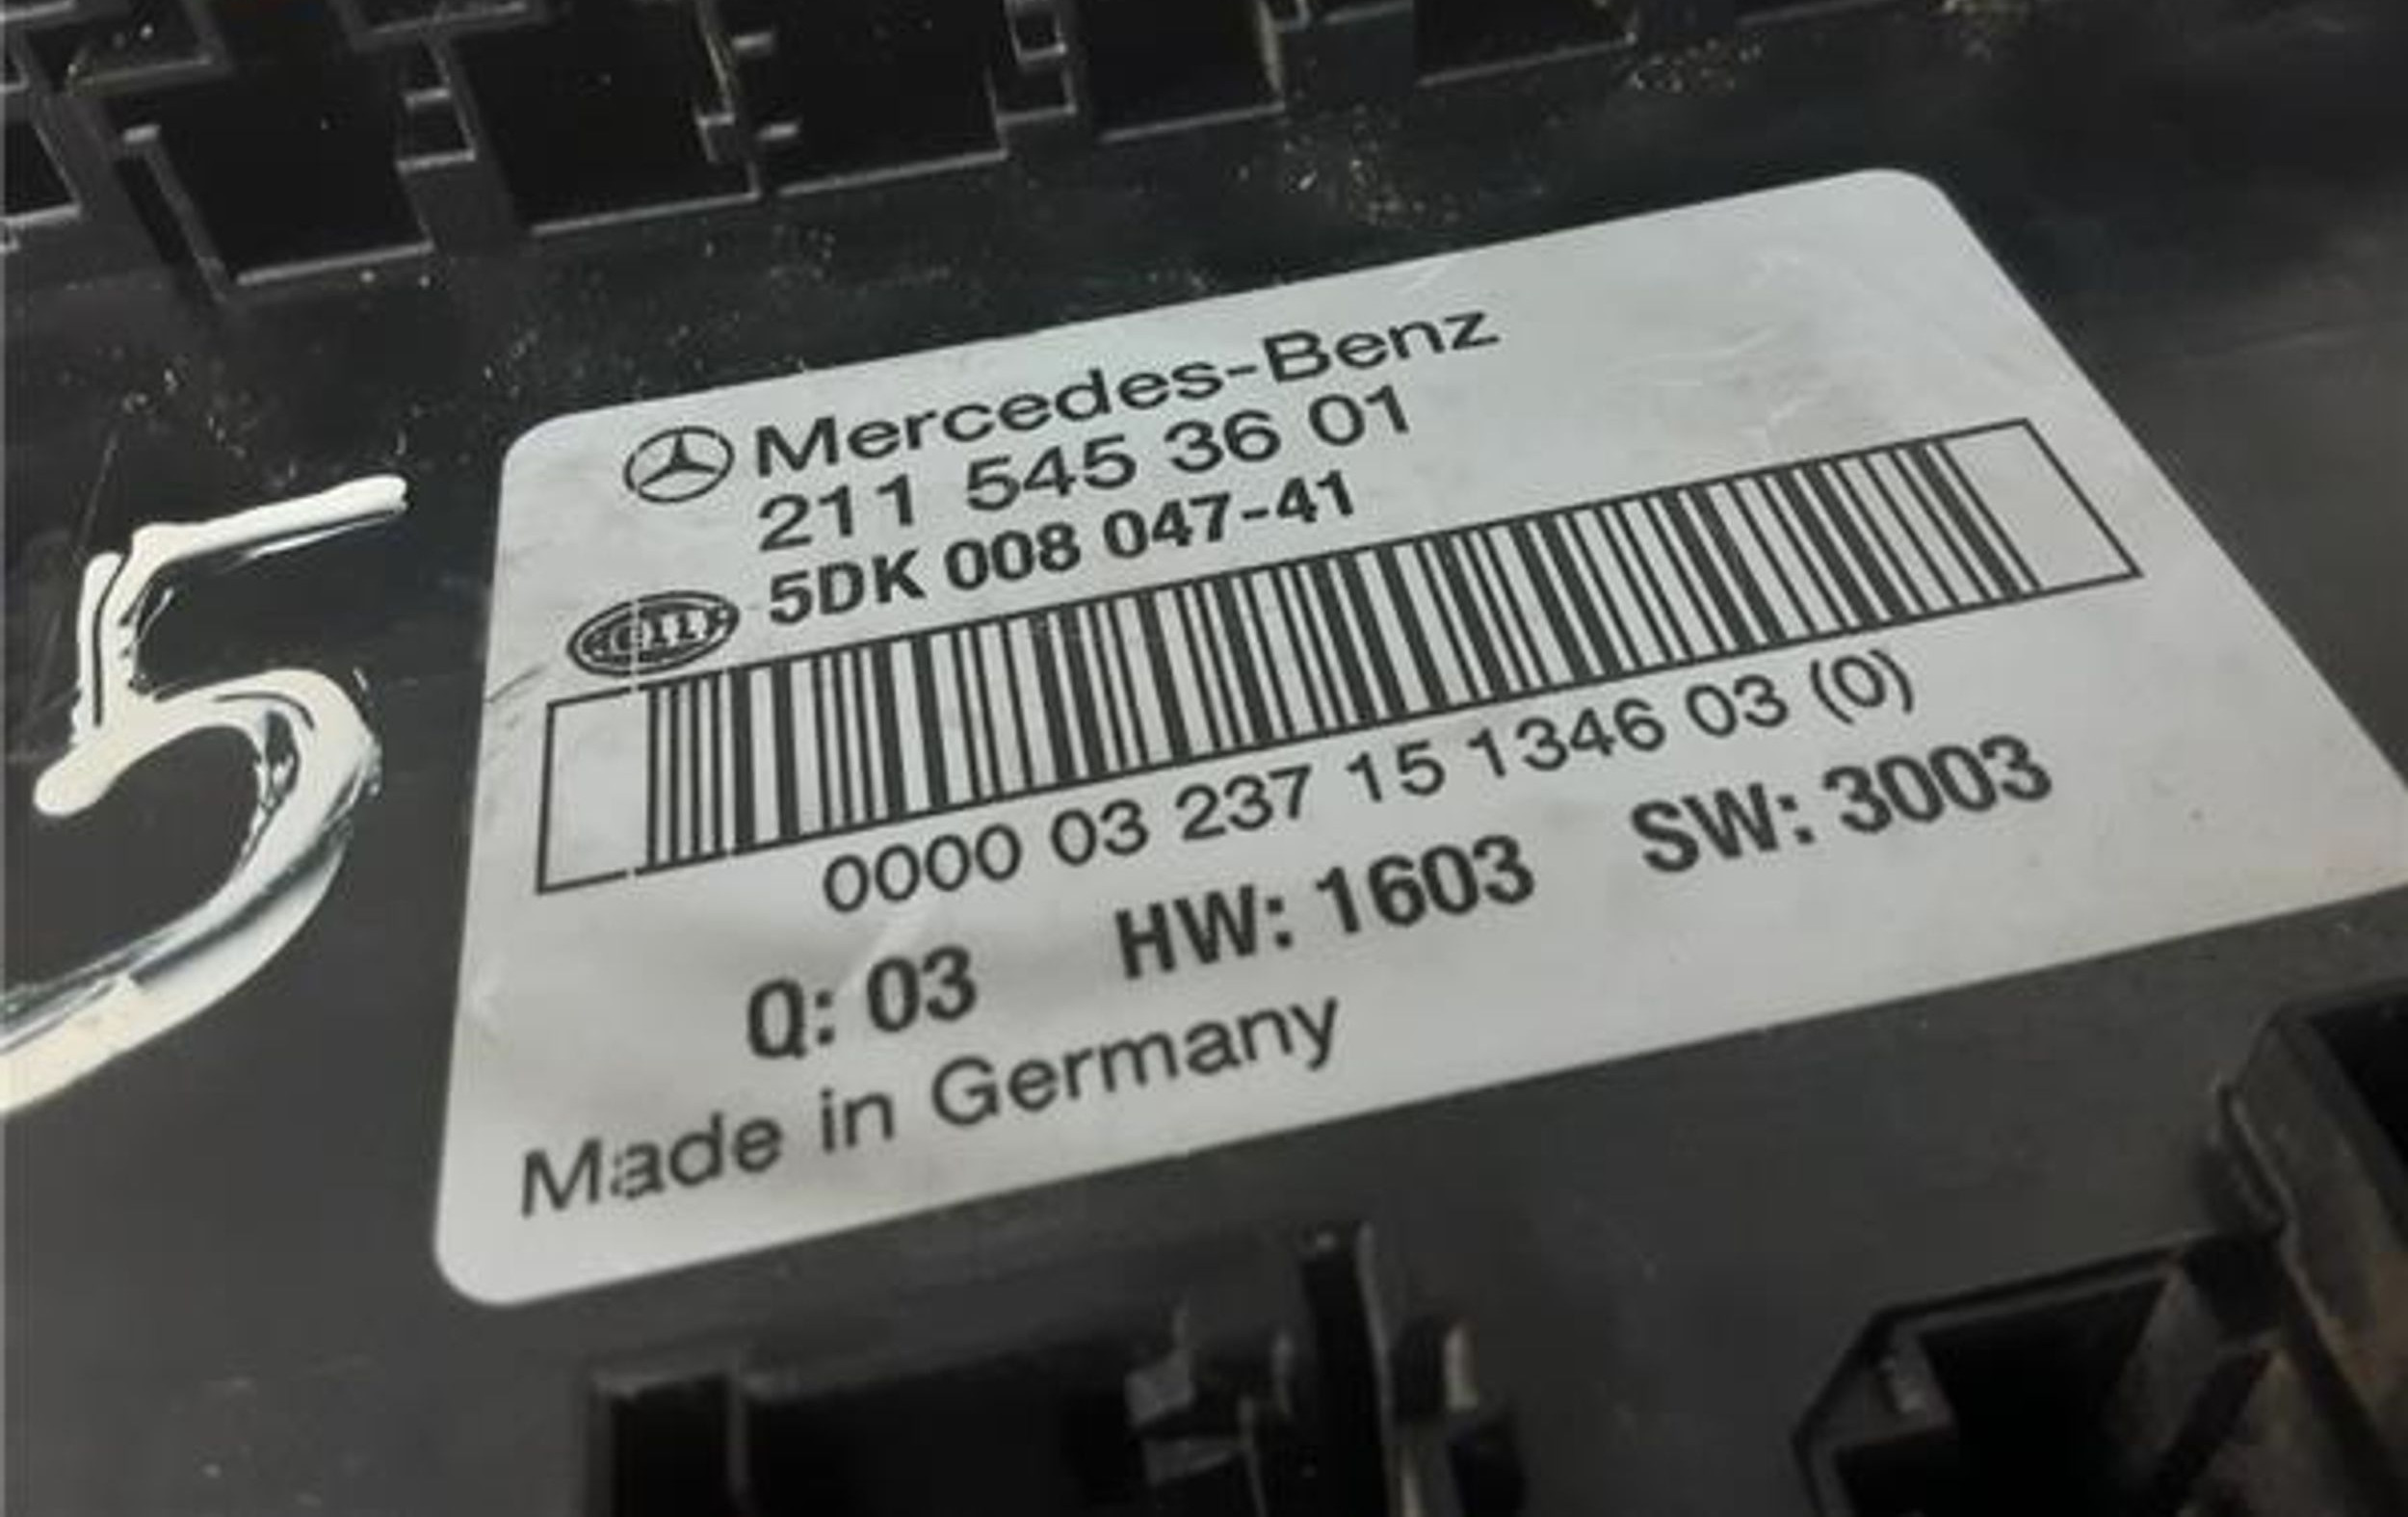 Mercedes-Benz
211 545 36 01
HELLA 5DK 008 047-41
0000 03 237 15 1346 03 (0)
Q: 03 HW: 1603 SW: 3003
Made in Germany
5